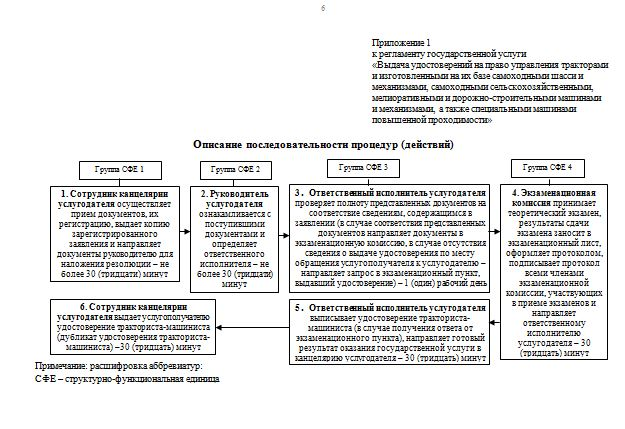 6
Приложение 1
к регламенту государственной услуги
«Выдача удостоверений на право управления тракторами
и изготовленными на их базе самоходными шасси и
механизмами, самоходными сельскохозяйственными,
мелиоративными и дорожно-строительными машинами
и механизмами, а также специальными машинами
повышенной проходимости»
Описание последовательности процедур (действий)
Группа СФЕ 1
Группа СФЕ 2
Группа СФЕ 3
Группа СФЕ 4
1. Сотрудник канцелярии
услугодателя осуществляет
прием документов, их
регистрацию, выдает копию
зарегистрированного
заявления и направляет
документы руководителю для
наложения резолюции – не
более 30 (тридцати) минут
2. Руководитель
услугодателя
ознакамливается с
поступившими
документами и
определяет
ответственного
исполнителя – не
более 30 (тридцати)
минут
3. Ответственный исполнитель услугодателя
проверяет полноту представленных документов на
соответствие сведениям, содержащимся в
заявлении (в случае соответствия представленных
документов направляет документы в
экзаменационную комиссию, в случае отсутствия
сведения о выдаче удостоверения по месту
обращения услугополучателя к услугодателю –
направляет запрос в экзаменационный пункт,
выдавший удостоверение) – 1 (один) рабочий день
4. Экзаменационная
комиссия принимает
теоретический экзамен,
результаты сдачи
экзамена заносит в
экзаменационный лист,
оформляет протоколом,
подписывает протокол
всеми членами
экзаменационной
комиссии, участвующих
в приеме экзаменов и
направляет
ответственному
исполнителю
услугодателя – 30
(тридцать) минут
6. Сотрудник канцелярии
услугодателя выдает услугополучателю
удостоверение тракториста-машиниста
(дубликат удостоверения тракториста-
машиниста) –30 (тридцать) минут
5. Ответственный исполнитель услугодателя
выписывает удостоверение тракториста-
машиниста (в случае получения ответа от
экзаменационного пункта), направляет готовый
результат оказания государственной услуги в
канцелярию услугодателя – 30 (тридцать) минут
Примечание: расшифровка аббревиатур:
СФЕ – структурно-функциональная единица